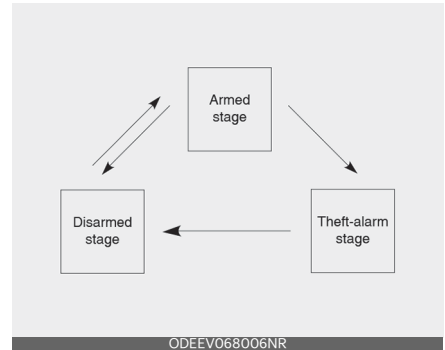 Armed
stage
Disarmed
stage
Theft-alarm
stage
ODEEV068006NR